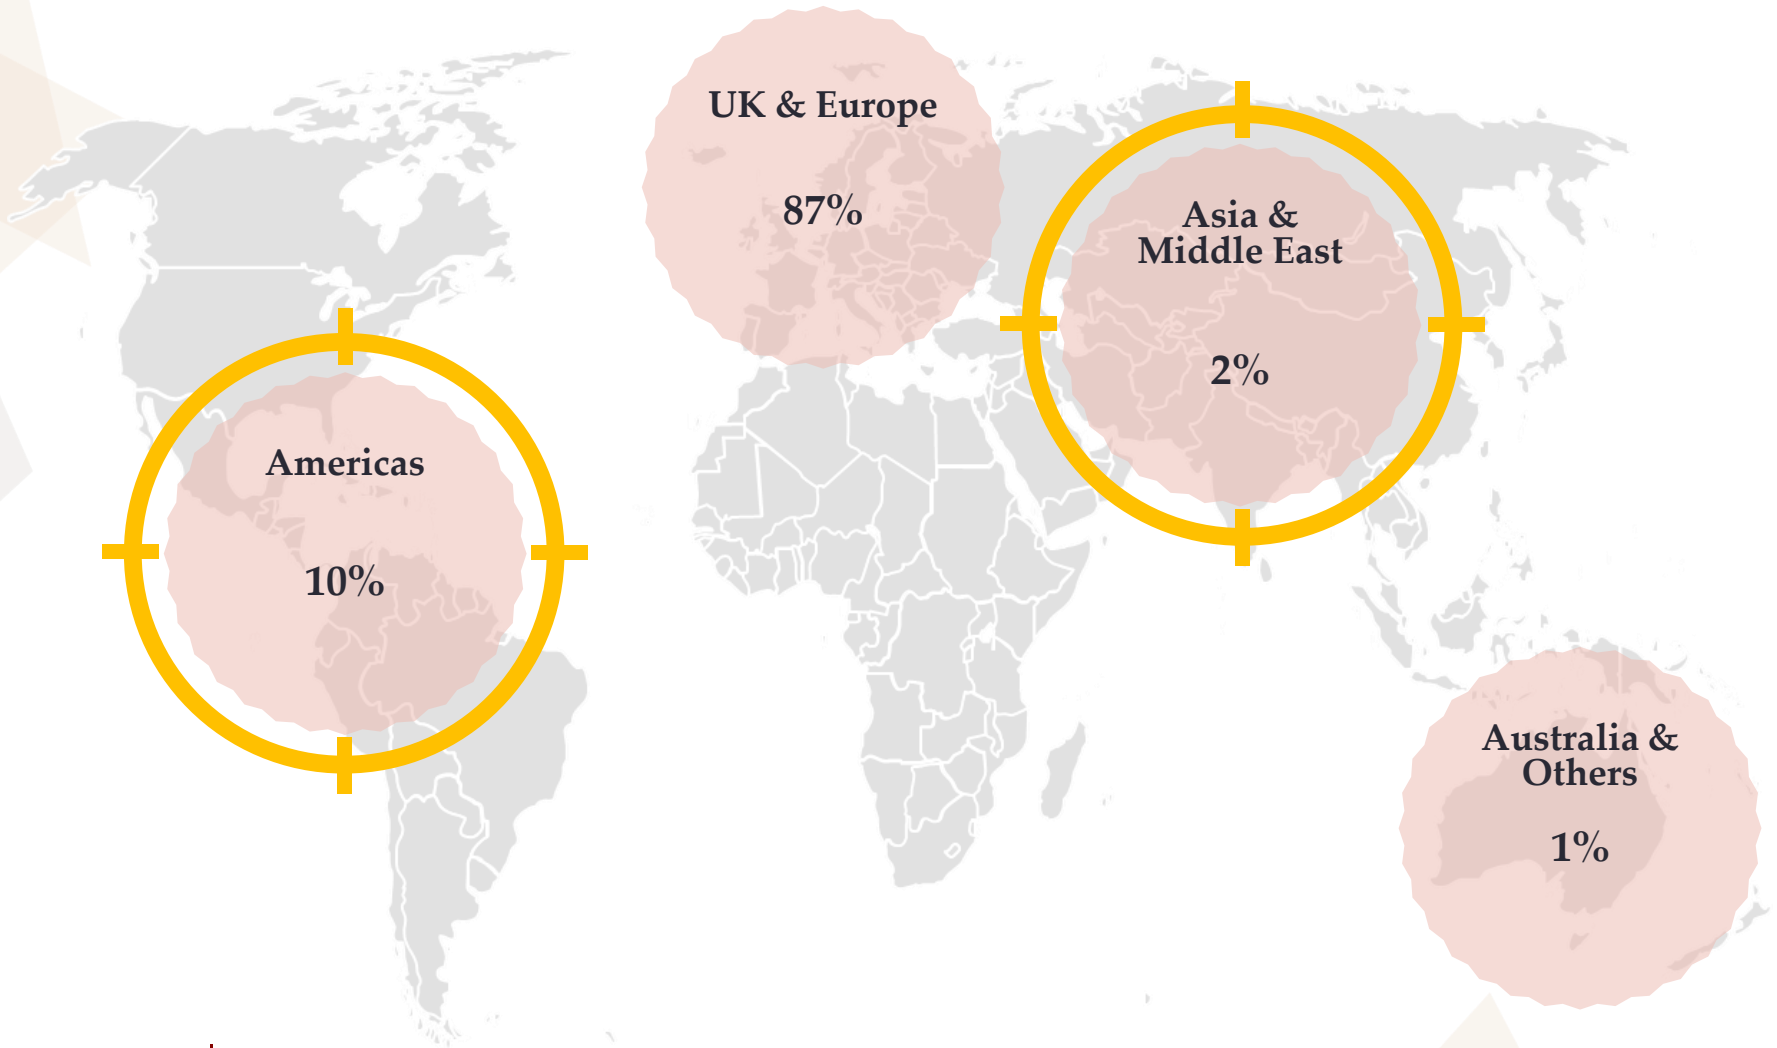 UK & Europe
87%
Asia &
Middle East
2%
Americas
10%
Australia &
Others
1%